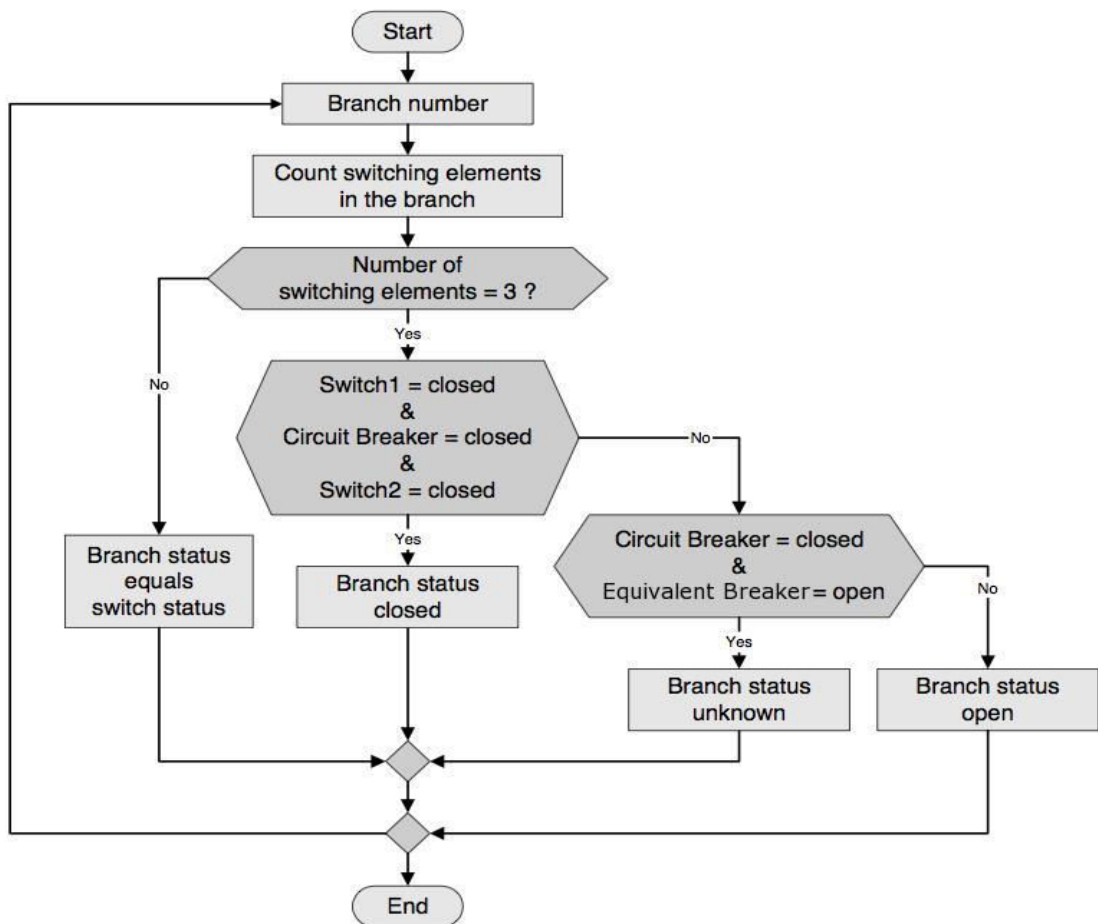 Start
Branch number
Count switching elements
in the branch
Number of
switching elements = 3 ?
Yes
No
Switch1 = closed
&
Circuit Breaker = closed
&
Switch2 = closed
No
Yes
Circuit Breaker = closed
&
Equivalent Breaker = open
No
Yes
Branch status
equals
switch status
Branch status
closed
Branch status
unknown
Branch status
open
End